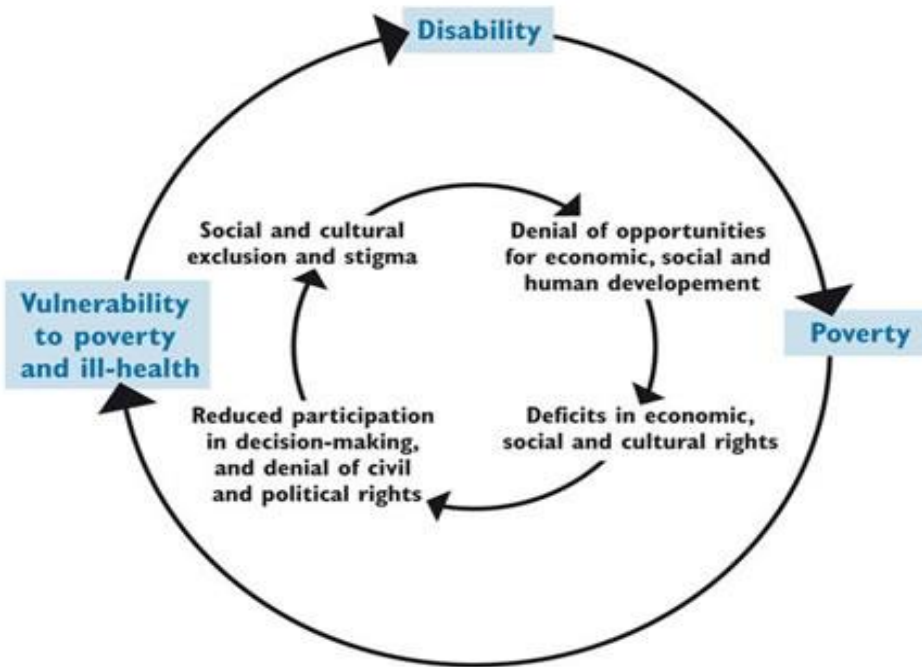 Disability
Social and cultural
exclusion and stigma
Denial of opportunities
for economic, social and
human developement
Vulnerability
to poverty
and ill-health
Poverty
Reduced participation
in decision-making,
and denial of civil
and political rights
Deficits in economic,
social and cultural rights